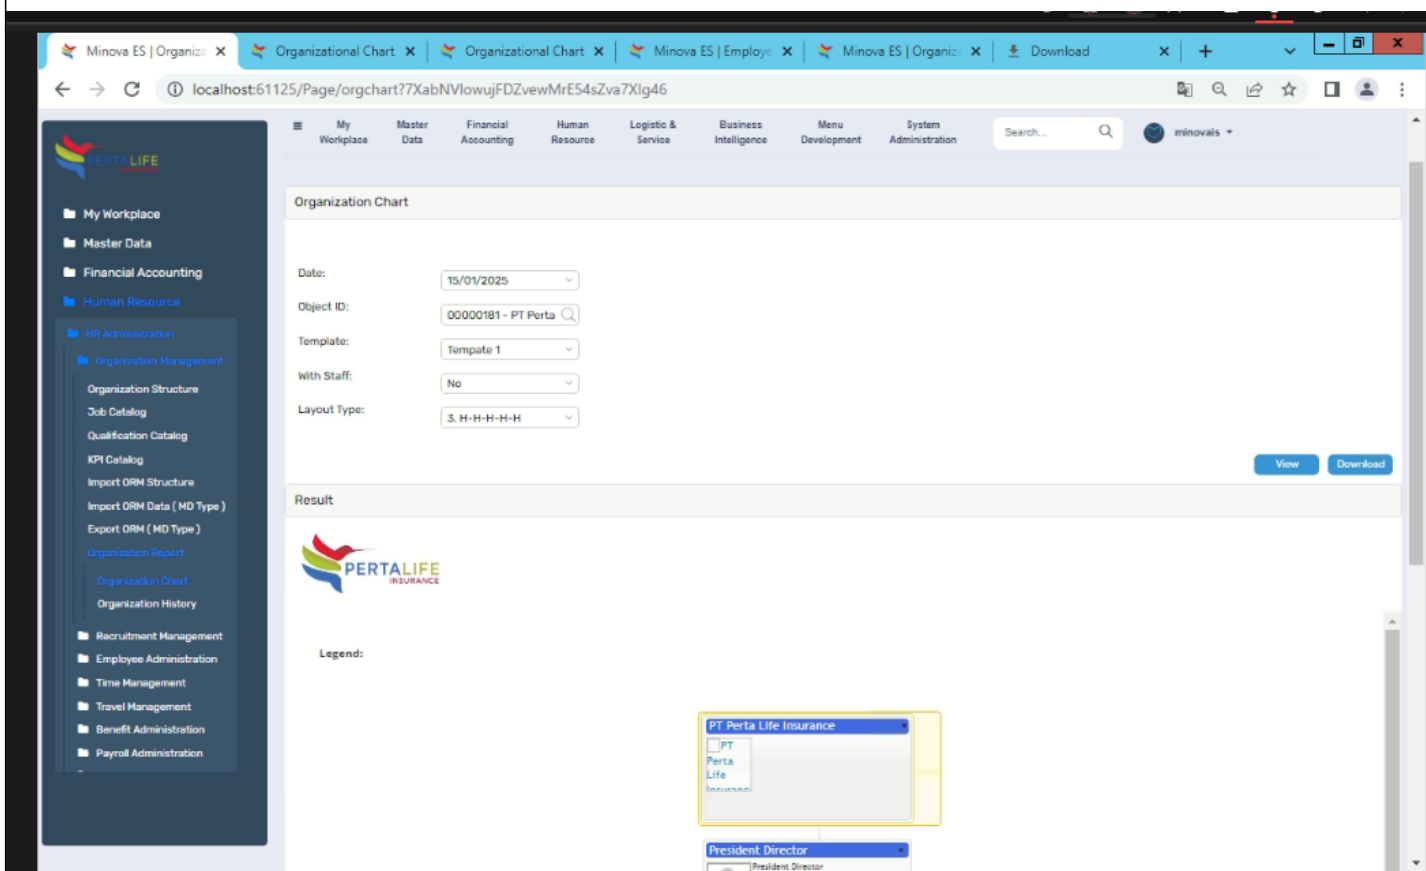 Minova ES | Organiz
Organizational Chart
Organizational Chart
Minova ES | Employe
Minova ES | Organiz
Download
localhost:61125/Page/orgchart?7XabNVlowujFDZvewMrE54sZva7XIg46
My Workplace
Master Data
Financial Accounting
Human Resource
Logistic & Service
Business Intelligence
Menu Development
System Administration
Search...
minovais
PERTALIFE
INSURANCE
My Workplace
Master Data
Financial Accounting
Human Resource
HR Administration
Organization Management
Organization Structure
Job Catalog
Qualification Catalog
KPI Catalog
Import ORM Structure
Import ORM Data ( MD Type )
Export ORM ( MD Type )
Organization Report
Organization Chart
Organization History
Recruitment Management
Employee Administration
Time Management
Travel Management
Benefit Administration
Payroll Administration
Organization Chart
Date:
15/01/2025
Object ID:
00000181 - PT Perta
Template:
Tempate 1
With Staff:
No
Layout Type:
3. H-H-H-H-H
View
Download
Result
PERTALIFE
INSURANCE
Legend:
PT Perta Life Insurance
PT
Perta
Life
Insuranc
President Director
President Director